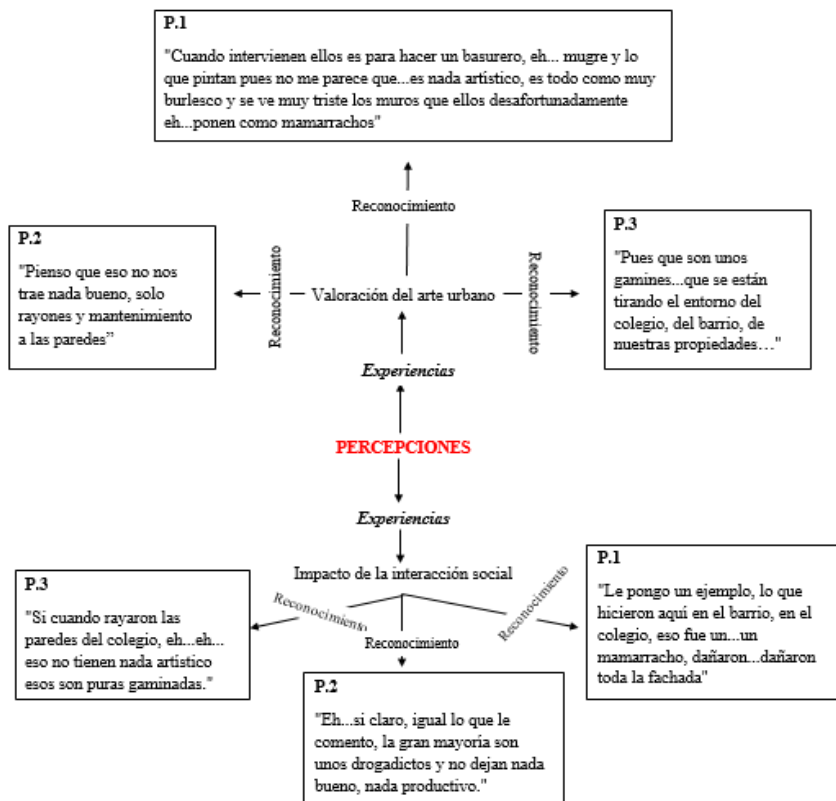 P.1
"Cuando intervienen ellos es para hacer un basurero, eh... mugre y lo
que pintan pues no me parece que...es nada artístico, es todo como muy
burlesco y se ve muy triste los muros que ellos desafortunadamente
eh...ponen como mamarrachos"
Reconocimiento
P.2
"Pienso que eso no nos
trae nada bueno, solo
rayones y mantenimiento
a las paredes”
Reconocimiento
Valoración del arte urbano
Reconocimiento
P.3
"Pues que son unos
gamines...que se están
tirando el entorno del
colegio, del barrio, de
nuestras propiedades…"
Experiencias
PERCEPCIONES
Experiencias
Impacto de la interacción social
P.3
"Si cuando rayaron las
paredes del colegio, eh...eh...
eso no tienen nada artístico
esos son puras gaminadas."
Reconocimiento
Reconocimiento
Reconocimiento
P.1
"Le pongo un ejemplo, lo que
hicieron aquí en el barrio, en el
colegio, eso fue un...un
mamarracho, dañaron...dañaron
toda la fachada"
P.2
"Eh...si claro, igual lo que le
comento, la gran mayoría son
unos drogadictos y no dejan nada
bueno, nada productivo."